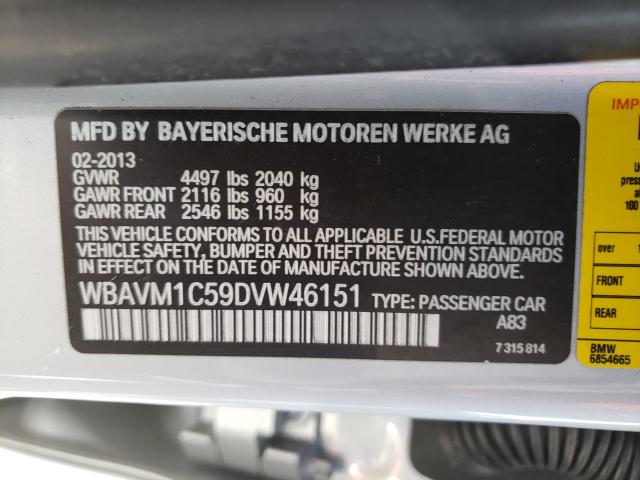 MFD BY BAYERISCHE MOTOREN WERKE AG
02-2013
GVWR 4497 lbs 2040 kg
GAWR FRONT 2116 lbs 960 kg
GAWR REAR 2546 lbs 1155 kg
THIS VEHICLE CONFORMS TO ALL APPLICABLE U.S.FEDERAL MOTOR
VEHICLE SAFETY, BUMPER AND THEFT PREVENTION STANDARDS
IN EFFECT ON THE DATE OF MANUFACTURE SHOWN ABOVE.
WBAVM1C59DVW46151 TYPE: PASSENGER CAR
A83
7315814
over
FRONT
REAR
BMW
6854665